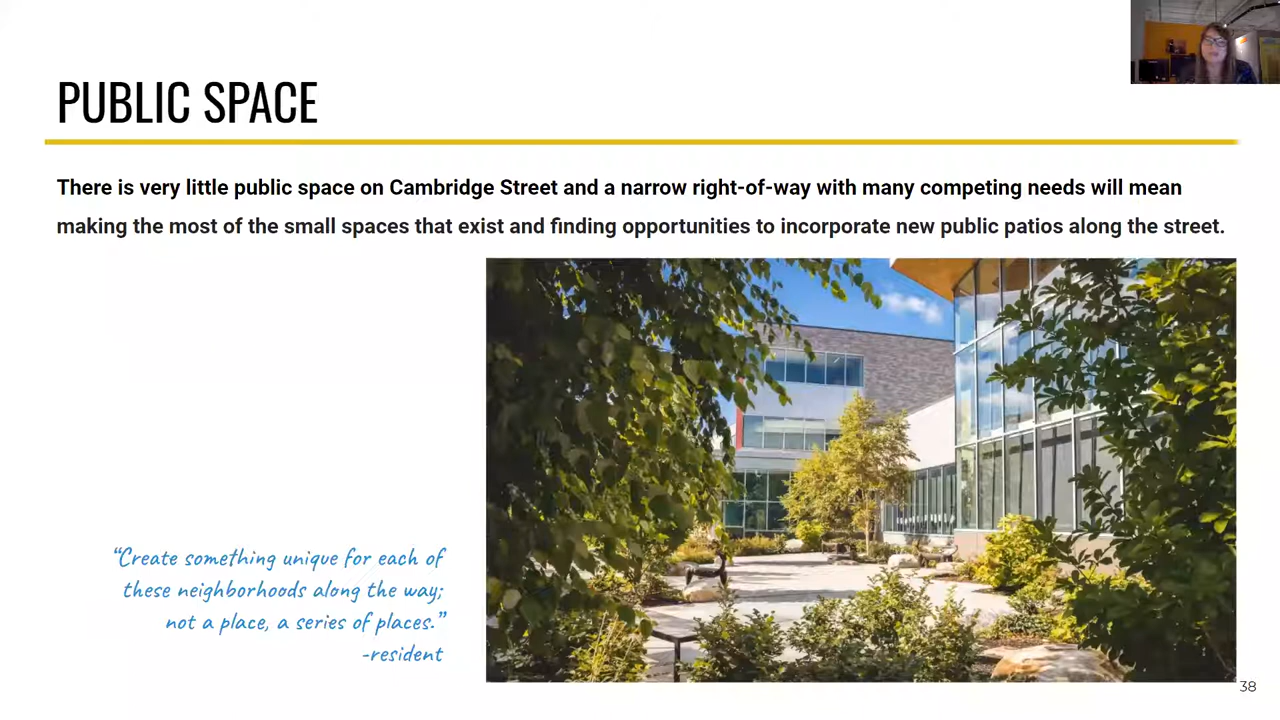 PUBLIC SPACE
There is very little public space on Cambridge Street and a narrow right-of-way with many competing needs will mean
making the most of the small spaces that exist and finding opportunities to incorporate new public patios along the street.
“Create something unique for each of
these neighborhoods along the way;
not a place, a series of places.”
-resident
38